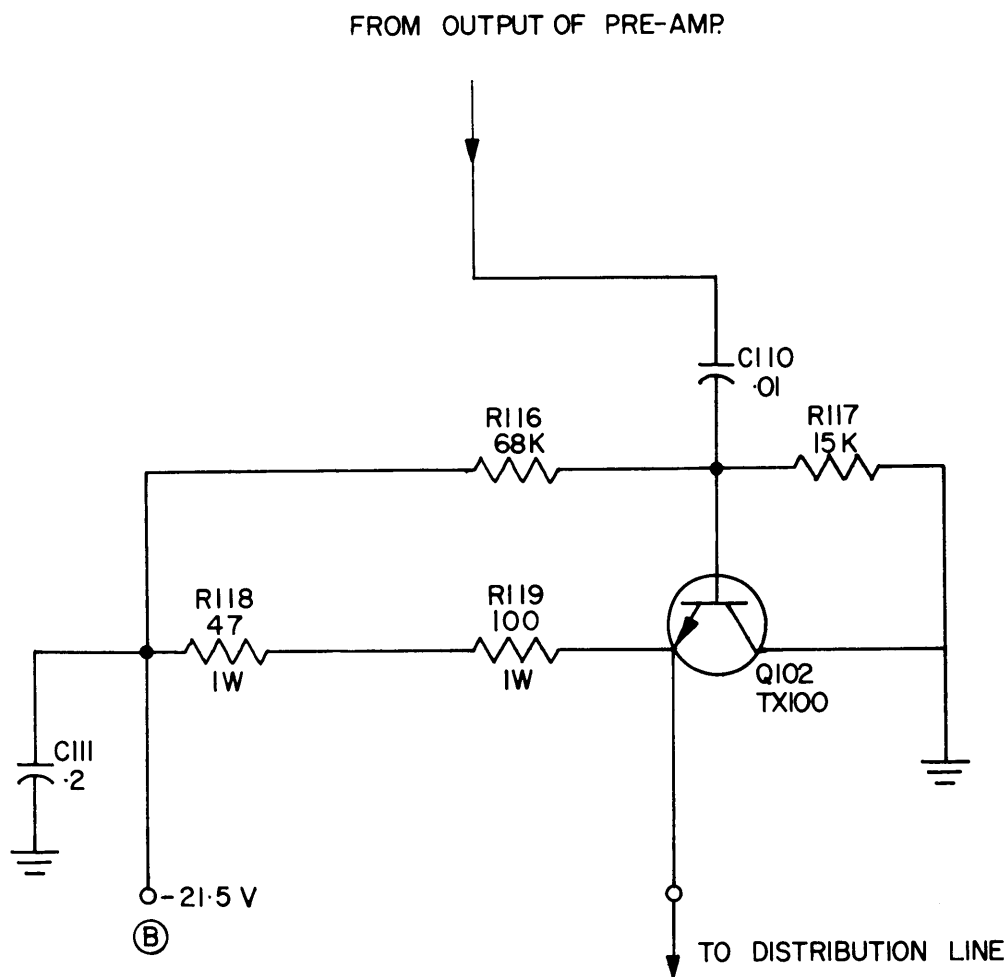 FROM OUTPUT OF PRE-AMP.
C110
.01
R116
68K
R117
15K
R118
47
1W
R119
100
1W
Q102
TX100
C111
.2
-21.5 V
B
TO DISTRIBUTION LINE